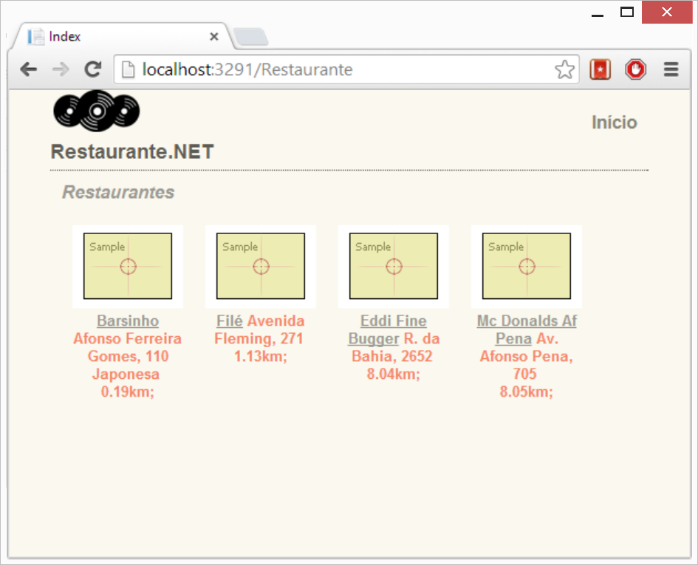 Index
localhost:3291/Restaurante
Início
Restaurante.NET
Restaurantes
Sample
Barsinho
Afonso Ferreira
Gomes, 110
Japonesa
0.19km;
Sample
Filé Avenida
Fleming, 271
1.13km;
Sample
Eddi Fine
Bugger R. da
Bahia, 2652
8.04km;
Sample
Mc Donalds Af
Pena Av.
Afonso Pena,
705
8.05km;